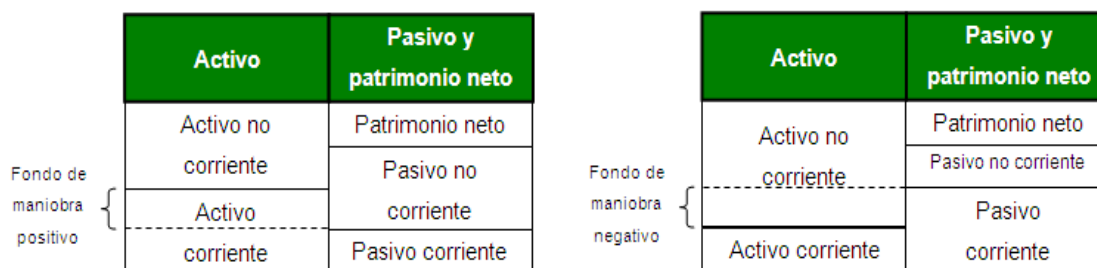 Activo
Pasivo y
patrimonio neto
Activo no
corriente
Patrimonio neto
Pasivo no
corriente
Fondo de
maniobra
positivo
Activo
corriente
Pasivo corriente
Activo
Pasivo y
patrimonio neto
Activo no
corriente
Patrimonio neto
Pasivo no corriente
Fondo de
maniobra
negativo
Pasivo
corriente
Activo corriente